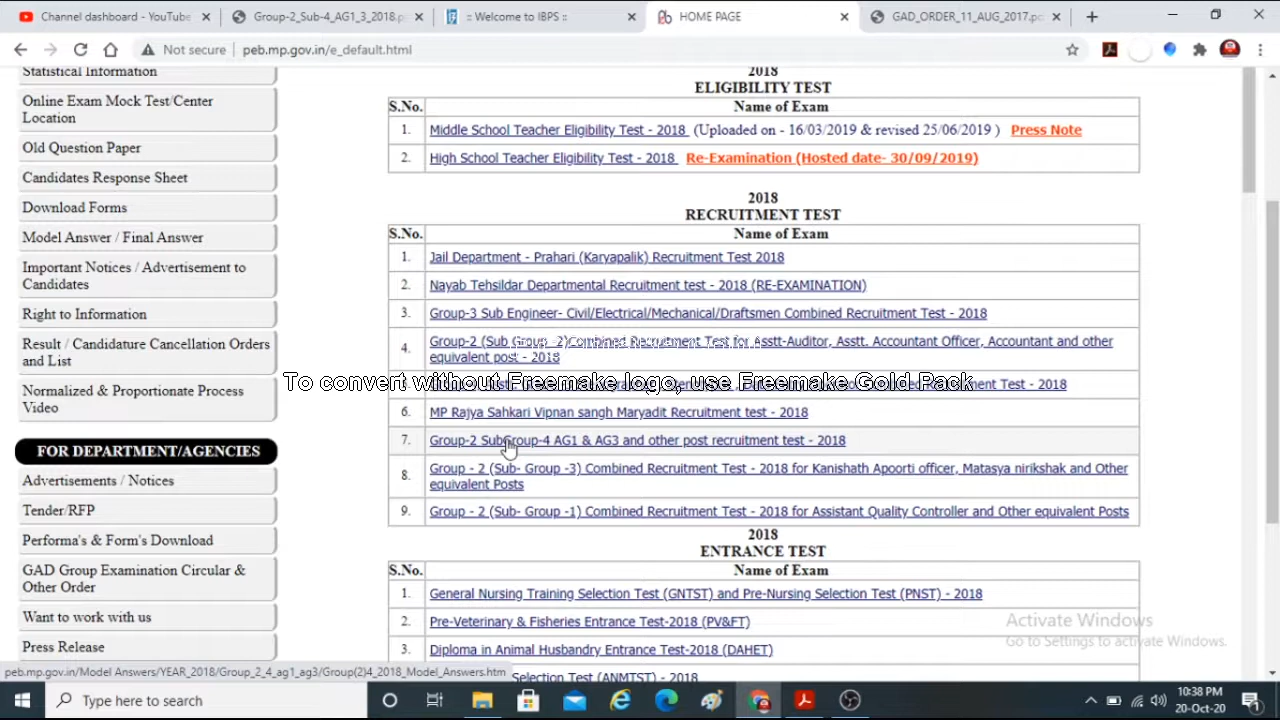 Channel dashboard - YouTube
Group-2_Sub-4_AG1_3_2018.p
:: Welcome to IBPS ::
HOME PAGE
GAD_ORDER_11_AUG_2017.pd
Not secure | peb.mp.gov.in/e_default.html
Statistical Information
Online Exam Mock Test/Center
Location
Old Question Paper
Candidates Response Sheet
Download Forms
Model Answer / Final Answer
Important Notices / Advertisement to
Candidates
Right to Information
Result / Candidature Cancellation Orders
and List
Normalized & Proportionate Process
Video
FOR DEPARTMENT/AGENCIES
Advertisements / Notices
Tender/RFP
Performa's & Form's Download
GAD Group Examination Circular &
Other Order
Want to work with us
Press Release
2018
ELIGIBILITY TEST
S.No. Name of Exam
1. Middle School Teacher Eligibility Test - 2018 (Uploaded on - 16/03/2019 & revised 25/06/2019 ) Press Note
2. High School Teacher Eligibility Test - 2018 Re-Examination (Hosted date- 30/09/2019)
2018
RECRUITMENT TEST
S.No. Name of Exam
1. Jail Department - Prahari (Karyapalik) Recruitment Test 2018
2. Nayab Tehsildar Departmental Recruitment test - 2018 (RE-EXAMINATION)
3. Group-3 Sub Engineer- Civil/Electrical/Mechanical/Draftsmen Combined Recruitment Test - 2018
4. Group-2 (Sub Group -2)Combined Recruitment Test for Asstt-Auditor, Asstt. Accountant Officer, Accountant and other
equivalent post - 2018
To convert without Freemake logo, use Freemake Gold Pack
ment Test - 2018
6. MP Rajya Sahkari Vipnan sangh Maryadit Recruitment test - 2018
7. Group-2 SubGroup-4 AG1 & AG3 and other post recruitment test - 2018
8. Group - 2 (Sub- Group -3) Combined Recruitment Test - 2018 for Kanishath Apoorti officer, Matasya nirikshak and Other
equivalent Posts
9. Group - 2 (Sub- Group -1) Combined Recruitment Test - 2018 for Assistant Quality Controller and Other equivalent Posts
2018
ENTRANCE TEST
S.No. Name of Exam
1. General Nursing Training Selection Test (GNTST) and Pre-Nursing Selection Test (PNST) - 2018
2. Pre-Veterinary & Fisheries Entrance Test-2018 (PV&FT)
3. Diploma in Animal Husbandry Entrance Test-2018 (DAHET)
Selection Test (ANMTST) - 2018
Activate Windows
Go to Settings to activate Windows.
peb.mp.gov.in/Model Answers/YEAR_2018/Group_2_4_ag1_ag3/Group(2)4_2018_Model_Answers.htm
Type here to search
10:38 PM
20-Oct-20
1